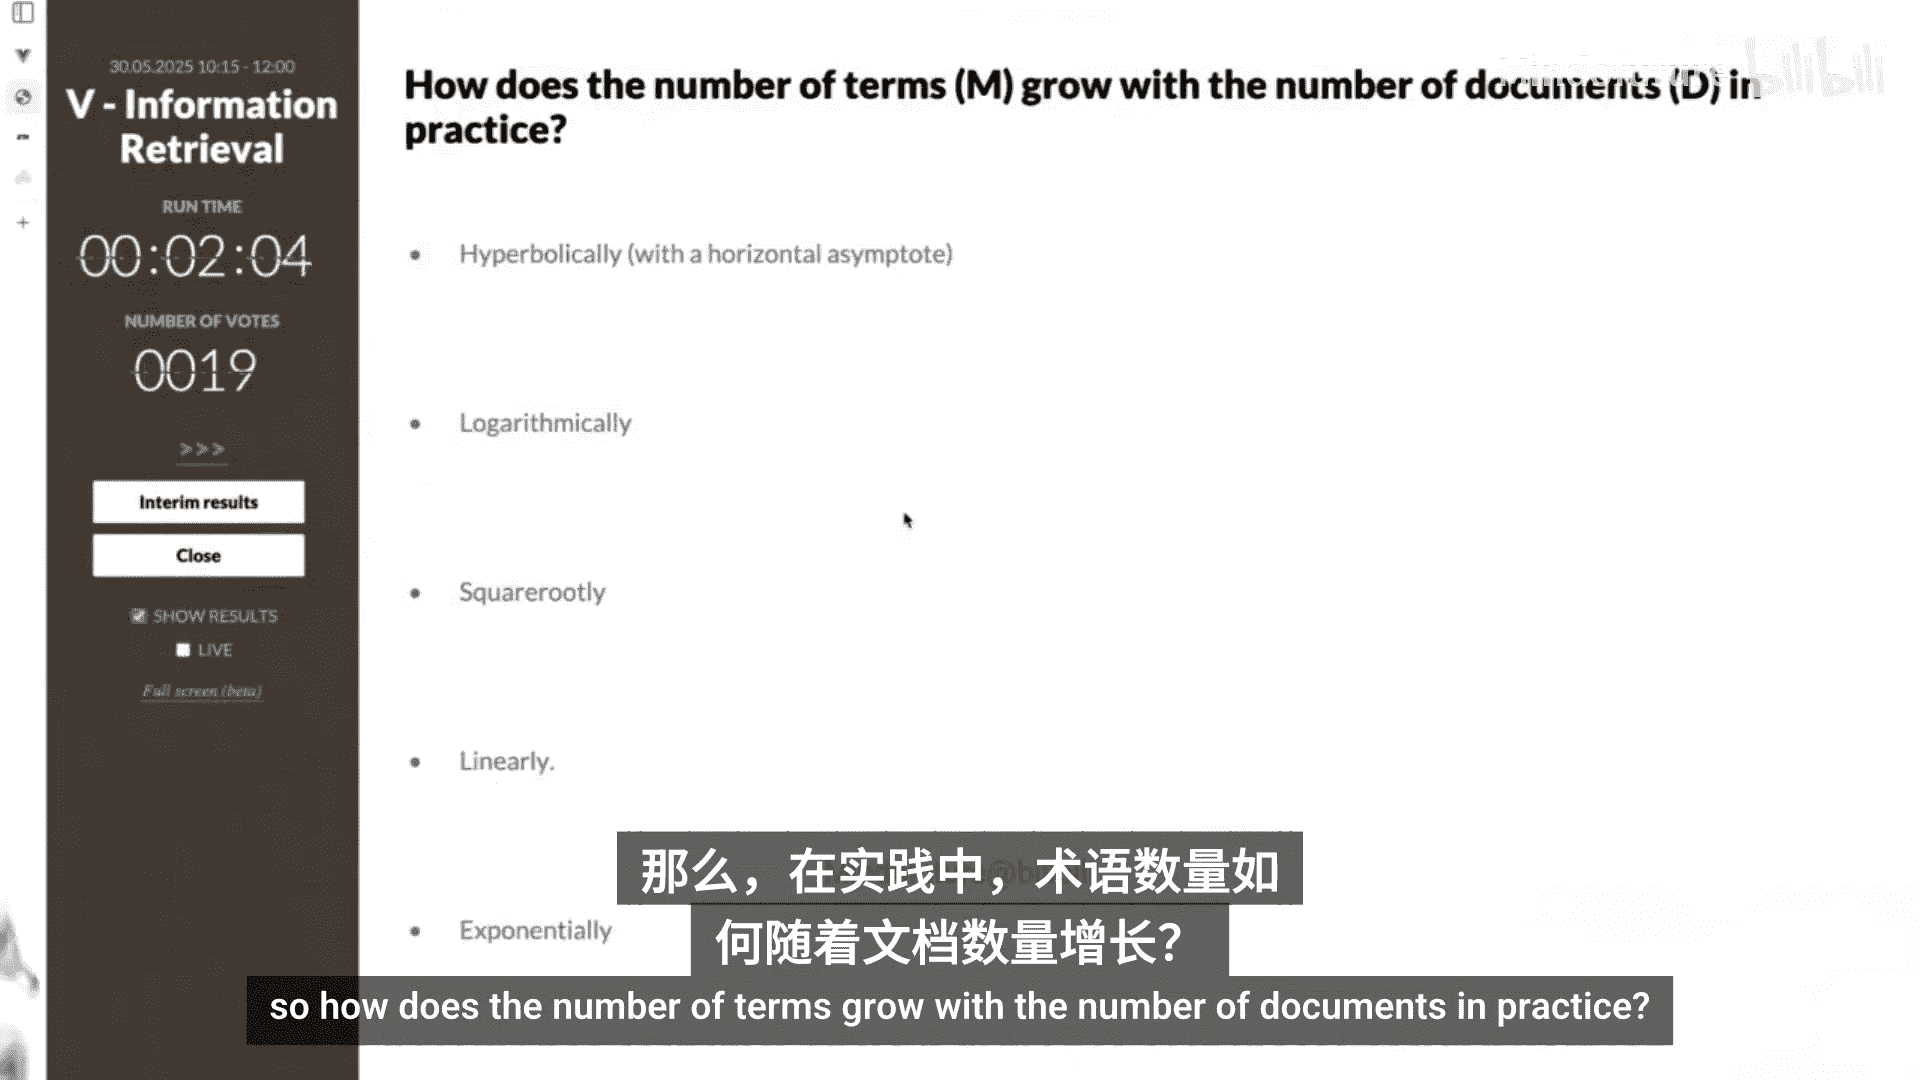 30.05.2025 10:15 - 12:00
V - Information
Retrieval
RUN TIME
00:02:04
NUMBER OF VOTES
0019
>>>
Interim results
Close
SHOW RESULTS
LIVE
Full screen (beta)
How does the number of terms (M) grow with the number of documents (D) in
practice?
• Hyperbolically (with a horizontal asymptote)
• Logarithmically
• Squarerootly
• Linearly.
• Exponentially
bilibili
那么，在实践中，术语数量如
何随着文档数量增长？
so how does the number of terms grow with the number of documents in practice?